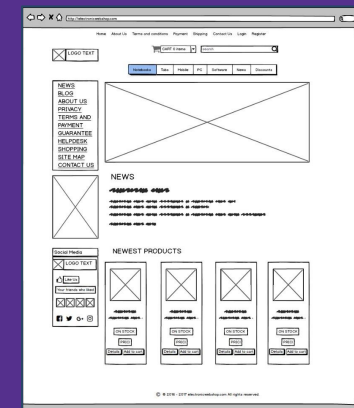 http://electronicwebshop.com
Home About Us Terms and conditions Payment Shipping Contact Us Login Register
LOGO TEXT
CART 0 items
search
Notebooks Tabs Mobile PC Software News Discounts
NEWS
BLOG
ABOUT US
PRIVACY
TERMS AND
PAYMENT
GUARANTEE
HELPDESK
SHOPPING
SITE MAP
CONTACT US
NEWS
Social Media
LOGO TEXT
Like Us
Your friends who liked
NEWEST PRODUCTS
ON STOCK ON STOCK ON STOCK ON STOCK
PRICE PRICE PRICE PRICE
Details Add to cart Details Add to cart Details Add to cart Details Add to cart
© 2016 - 2017 electronicwebshop.com All rights reserved